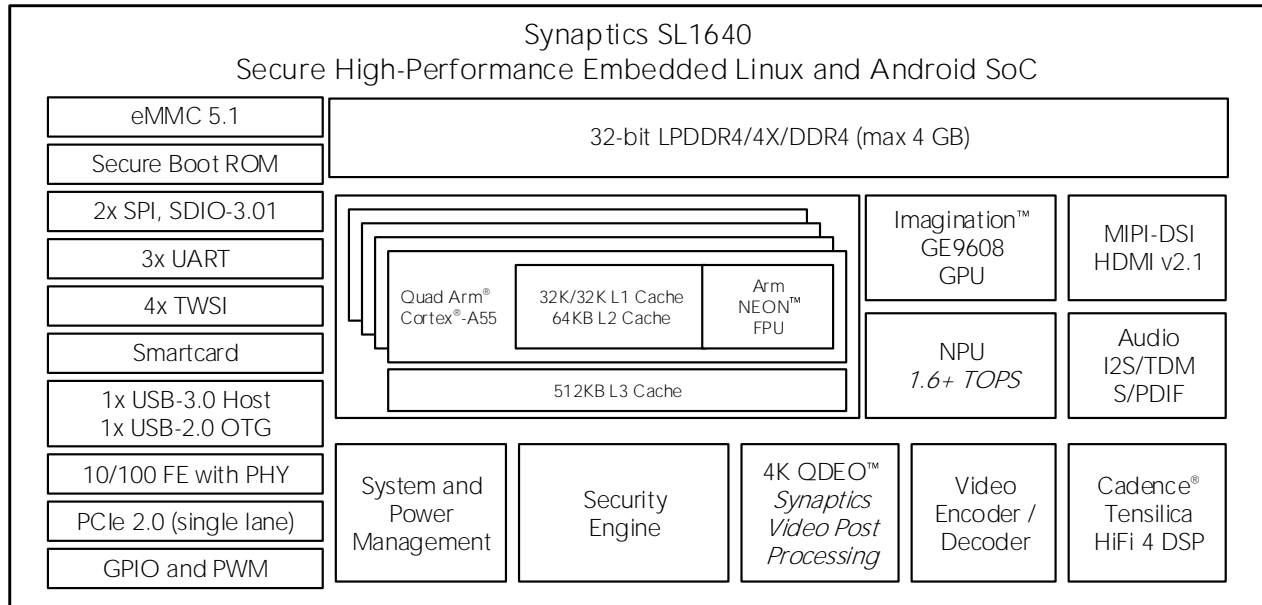 Synaptics SL1640
Secure High-Performance Embedded Linux and Android SoC
eMMC 5.1
Secure Boot ROM
2x SPI, SDIO-3.01
3x UART
4x TWSI
Smartcard
1x USB-3.0 Host
1x USB-2.0 OTG
10/100 FE with PHY
PCIe 2.0 (single lane)
GPIO and PWM
32-bit LPDDR4/4X/DDR4 (max 4 GB)
Quad Arm®
Cortex®-A55
32K/32K L1 Cache
64KB L2 Cache
Arm
NEON™
FPU
512KB L3 Cache
Imagination™
GE9608
GPU
MIPI-DSI
HDMI v2.1
NPU
1.6+ TOPS
Audio
I2S/TDM
S/PDIF
System and
Power
Management
Security
Engine
4K QDEO™
Synaptics
Video Post
Processing
Video
Encoder /
Decoder
Cadence®
Tensilica
HiFi 4 DSP